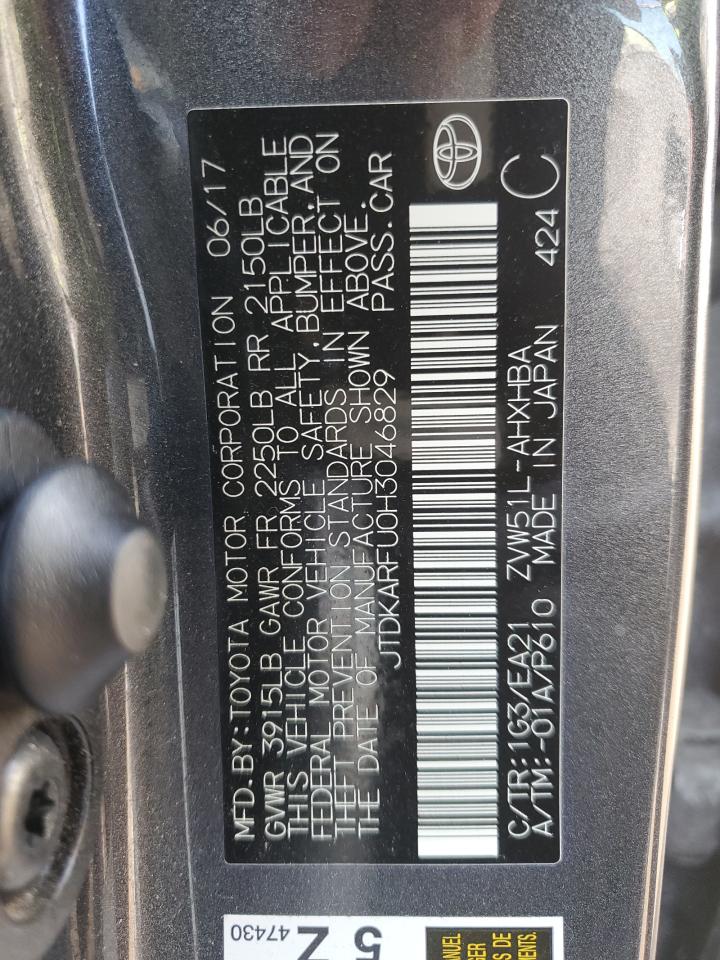 MFD.BY:TOYOTA MOTOR CORPORATION 06/17
GVWR 3915LB GAWR FR 2250LB RR 2150LB
THIS VEHICLE CONFORMS TO ALL APPLICABLE
FEDERAL MOTOR VEHICLE SAFETY,BUMPER,AND
THEFT PREVENTION STANDARDS IN EFFECT ON
THE DATE OF MANUFACTURE SHOWN ABOVE.
JTDKARFU0H3046829 PASS.CAR
C/TR:1G3/EA21 ZVW51L-AHXHBA
A/TM:-01A/P610 MADE IN JAPAN 424 C
47430
5